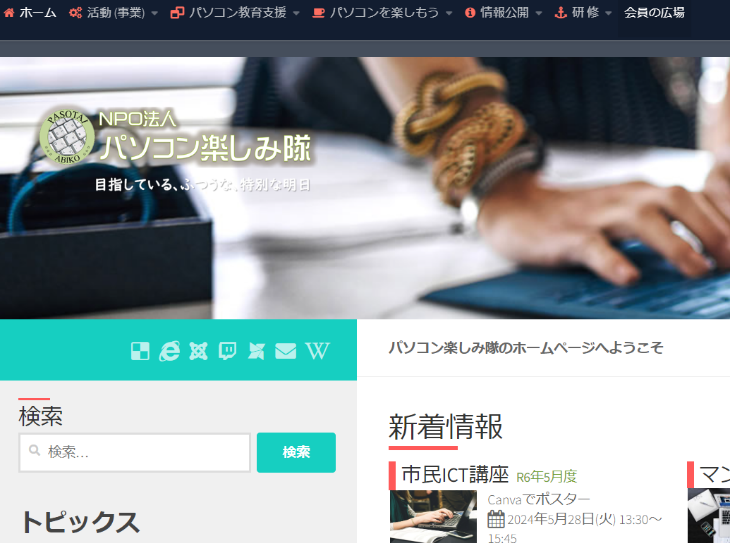 ホーム 活動(事業) パソコン教育支援 パソコンを楽しもう 情報公開 研 修 会員の広場
PASOTAI
ABIKO
NPO法人
パソコン楽しみ隊
目指している、ふつうな、特別な明日
W
パソコン楽しみ隊のホームページへようこそ
検索
検索... 検索
トピックス
新着情報
市民ICT講座 R6年5月度
Canvaでポスター
2024年5月28日(火) 13:30～
15:45
マン